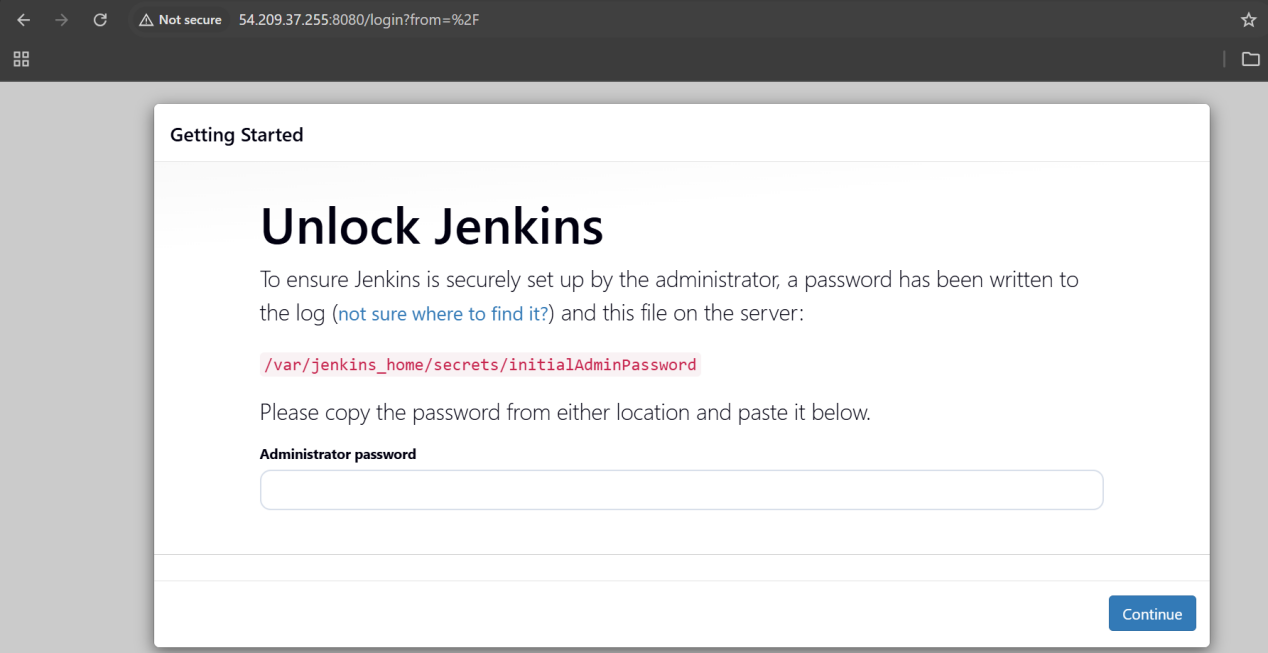 Not secure 54.209.37.255:8080/login?from=%2F
Getting Started
Unlock Jenkins
To ensure Jenkins is securely set up by the administrator, a password has been written to
the log (not sure where to find it?) and this file on the server:
/var/jenkins_home/secrets/initialAdminPassword
Please copy the password from either location and paste it below.
Administrator password
Continue